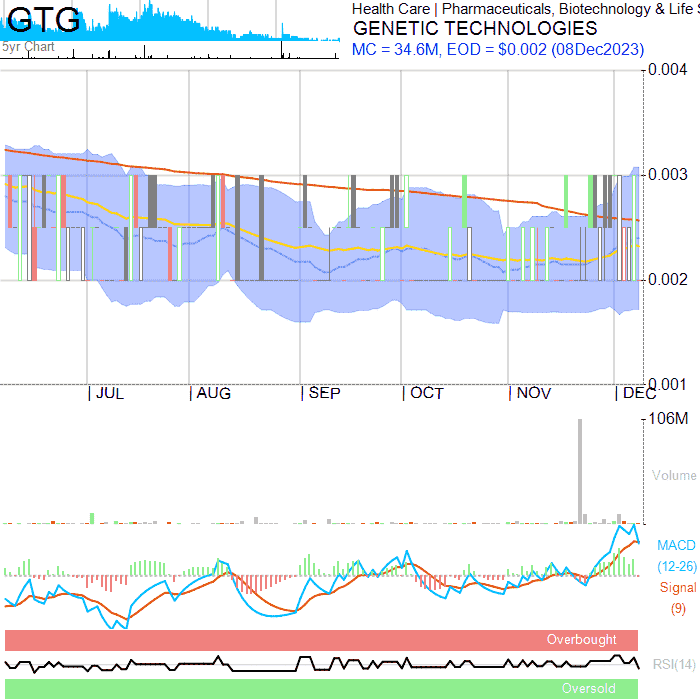 GTG
5yr Chart
Health Care | Pharmaceuticals, Biotechnology & Life S
GENETIC TECHNOLOGIES
MC = 34.6M, EOD = $0.002 (08Dec2023)
0.004
0.003
0.002
0.001
JUL AUG SEP OCT NOV DEC
106M
Volume
MACD
(12-26)
Signal
(9)
Overbought
RSI(14)
Oversold